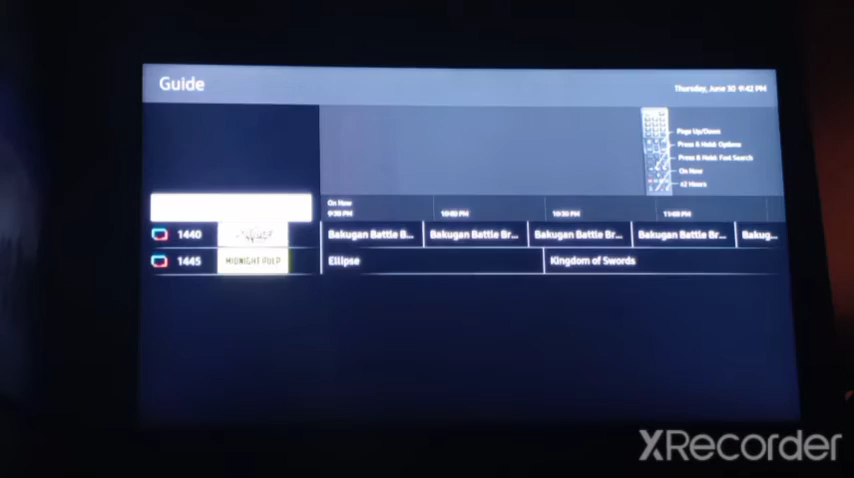 Guide
Thursday, June 30 9:42 PM
Page Up/Down
Press & Hold: Options
Press & Hold: Fast Search
On Now
±2 Hours
On Now
9:30 PM
10:00 PM
10:30 PM
11:00 PM
1440
Bakugan Battle B...
Bakugan Battle Br...
Bakugan Battle Br...
Bakugan Battle Br...
Bakug...
1445
MIDNIGHT PULP
Ellipse
Kingdom of Swords
XRecorder